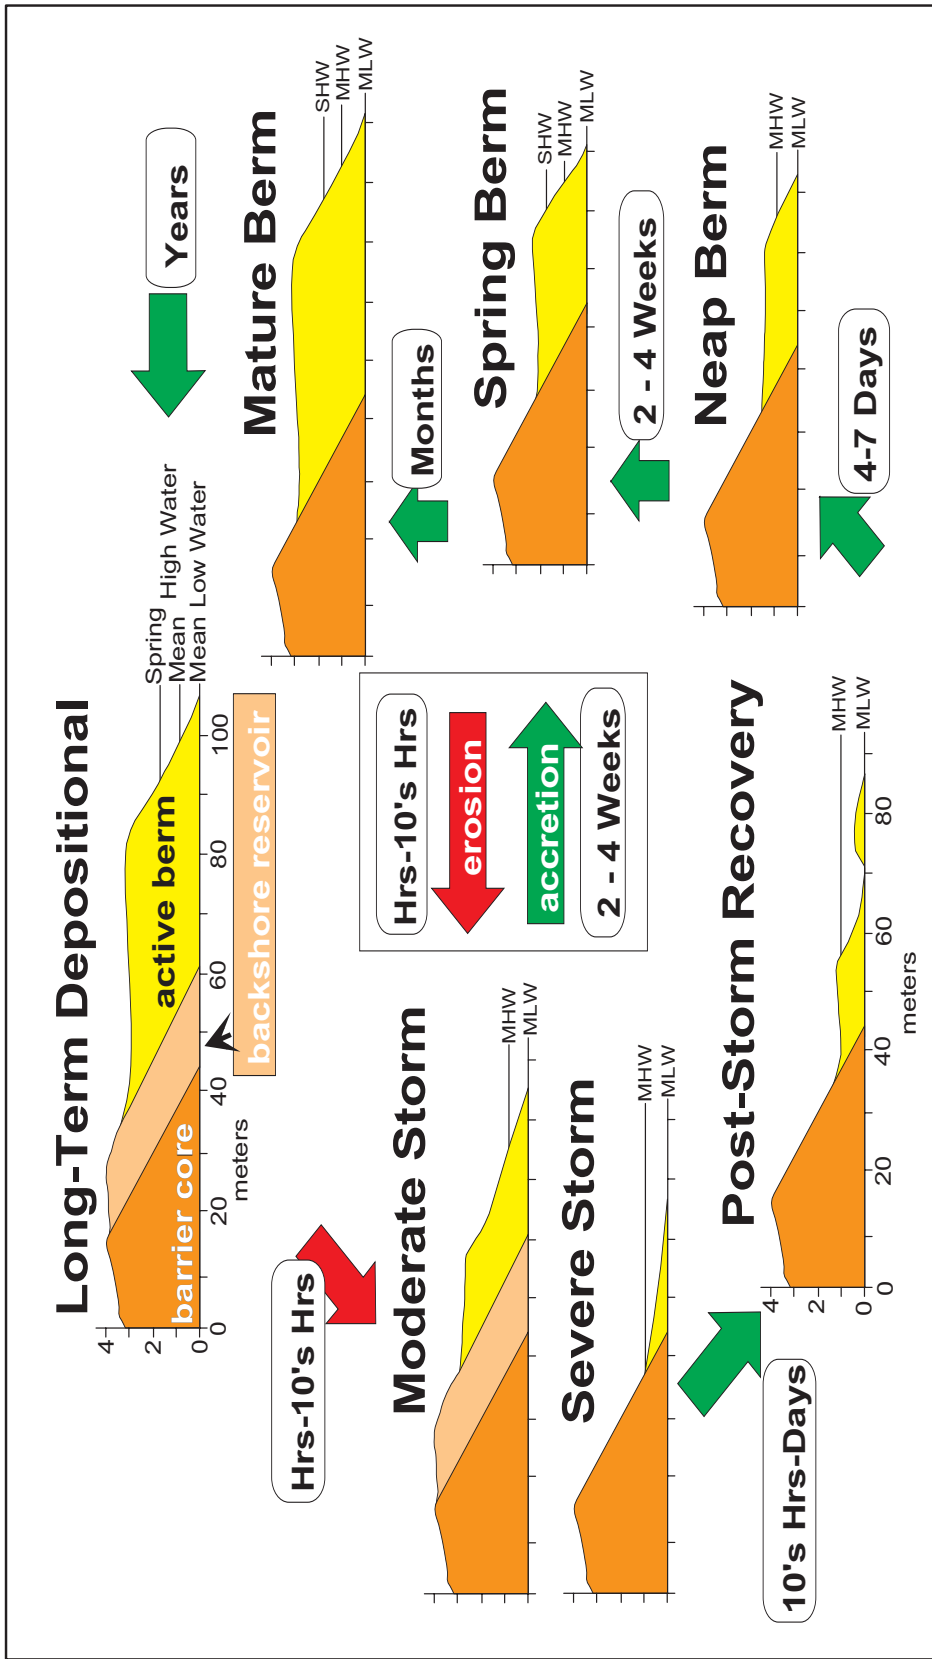 Long-Term Depositional
Spring
Mean High Water
Mean Low Water
active berm
barrier core
backshore reservoir
4
2
0
0
20
40
60
80
100
meters
Years
Mature Berm
SHW
MHW
MLW
Months
Spring Berm
SHW
MHW
MLW
2 - 4 Weeks
Neap Berm
MHW
MLW
4-7 Days
Hrs-10's Hrs
erosion
accretion
2 - 4 Weeks
Hrs-10's Hrs
Moderate Storm
MHW
MLW
Severe Storm
MHW
MLW
10's Hrs-Days
Post-Storm Recovery
MHW
MLW
4
2
0
0
20
40
60
80
meters